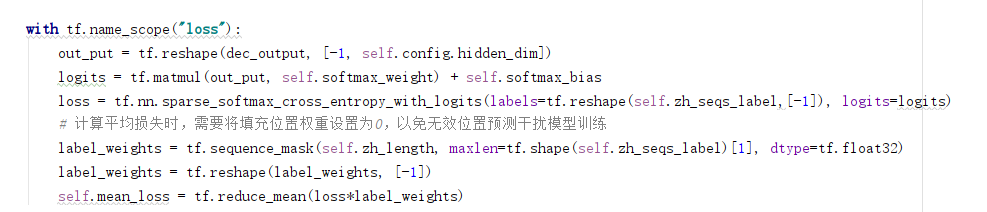 with tf.name_scope("loss"):
out_put = tf.reshape(dec_output, [-1, self.config.hidden_dim])
logits = tf.matmul(out_put, self.softmax_weight) + self.softmax_bias
loss = tf.nn.sparse_softmax_cross_entropy_with_logits(labels=tf.reshape(self.zh_seqs_label,[-1]), logits=logits)
# 计算平均损失时，需要将填充位置权重设置为0，以免无效位置预测干扰模型训练
label_weights = tf.sequence_mask(self.zh_length, maxlen=tf.shape(self.zh_seqs_label)[1], dtype=tf.float32)
label_weights = tf.reshape(label_weights, [-1])
self.mean_loss = tf.reduce_mean(loss*label_weights)